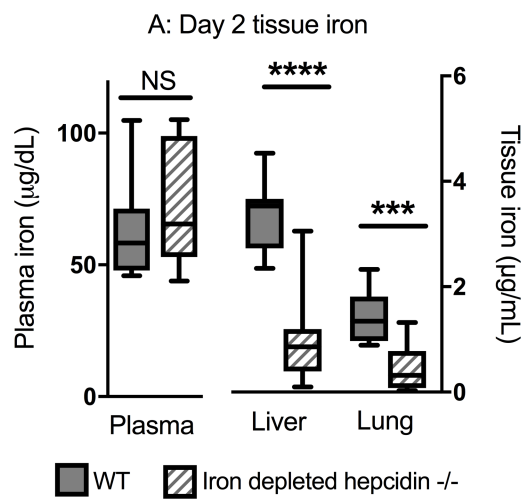 A: Day 2 tissue iron
NS
****
***
Plasma iron (μg/dL)
100
50
0
6
4
2
0
Tissue iron (μg/mL)
Plasma
Liver
Lung
WT
Iron depleted hepcidin -/-